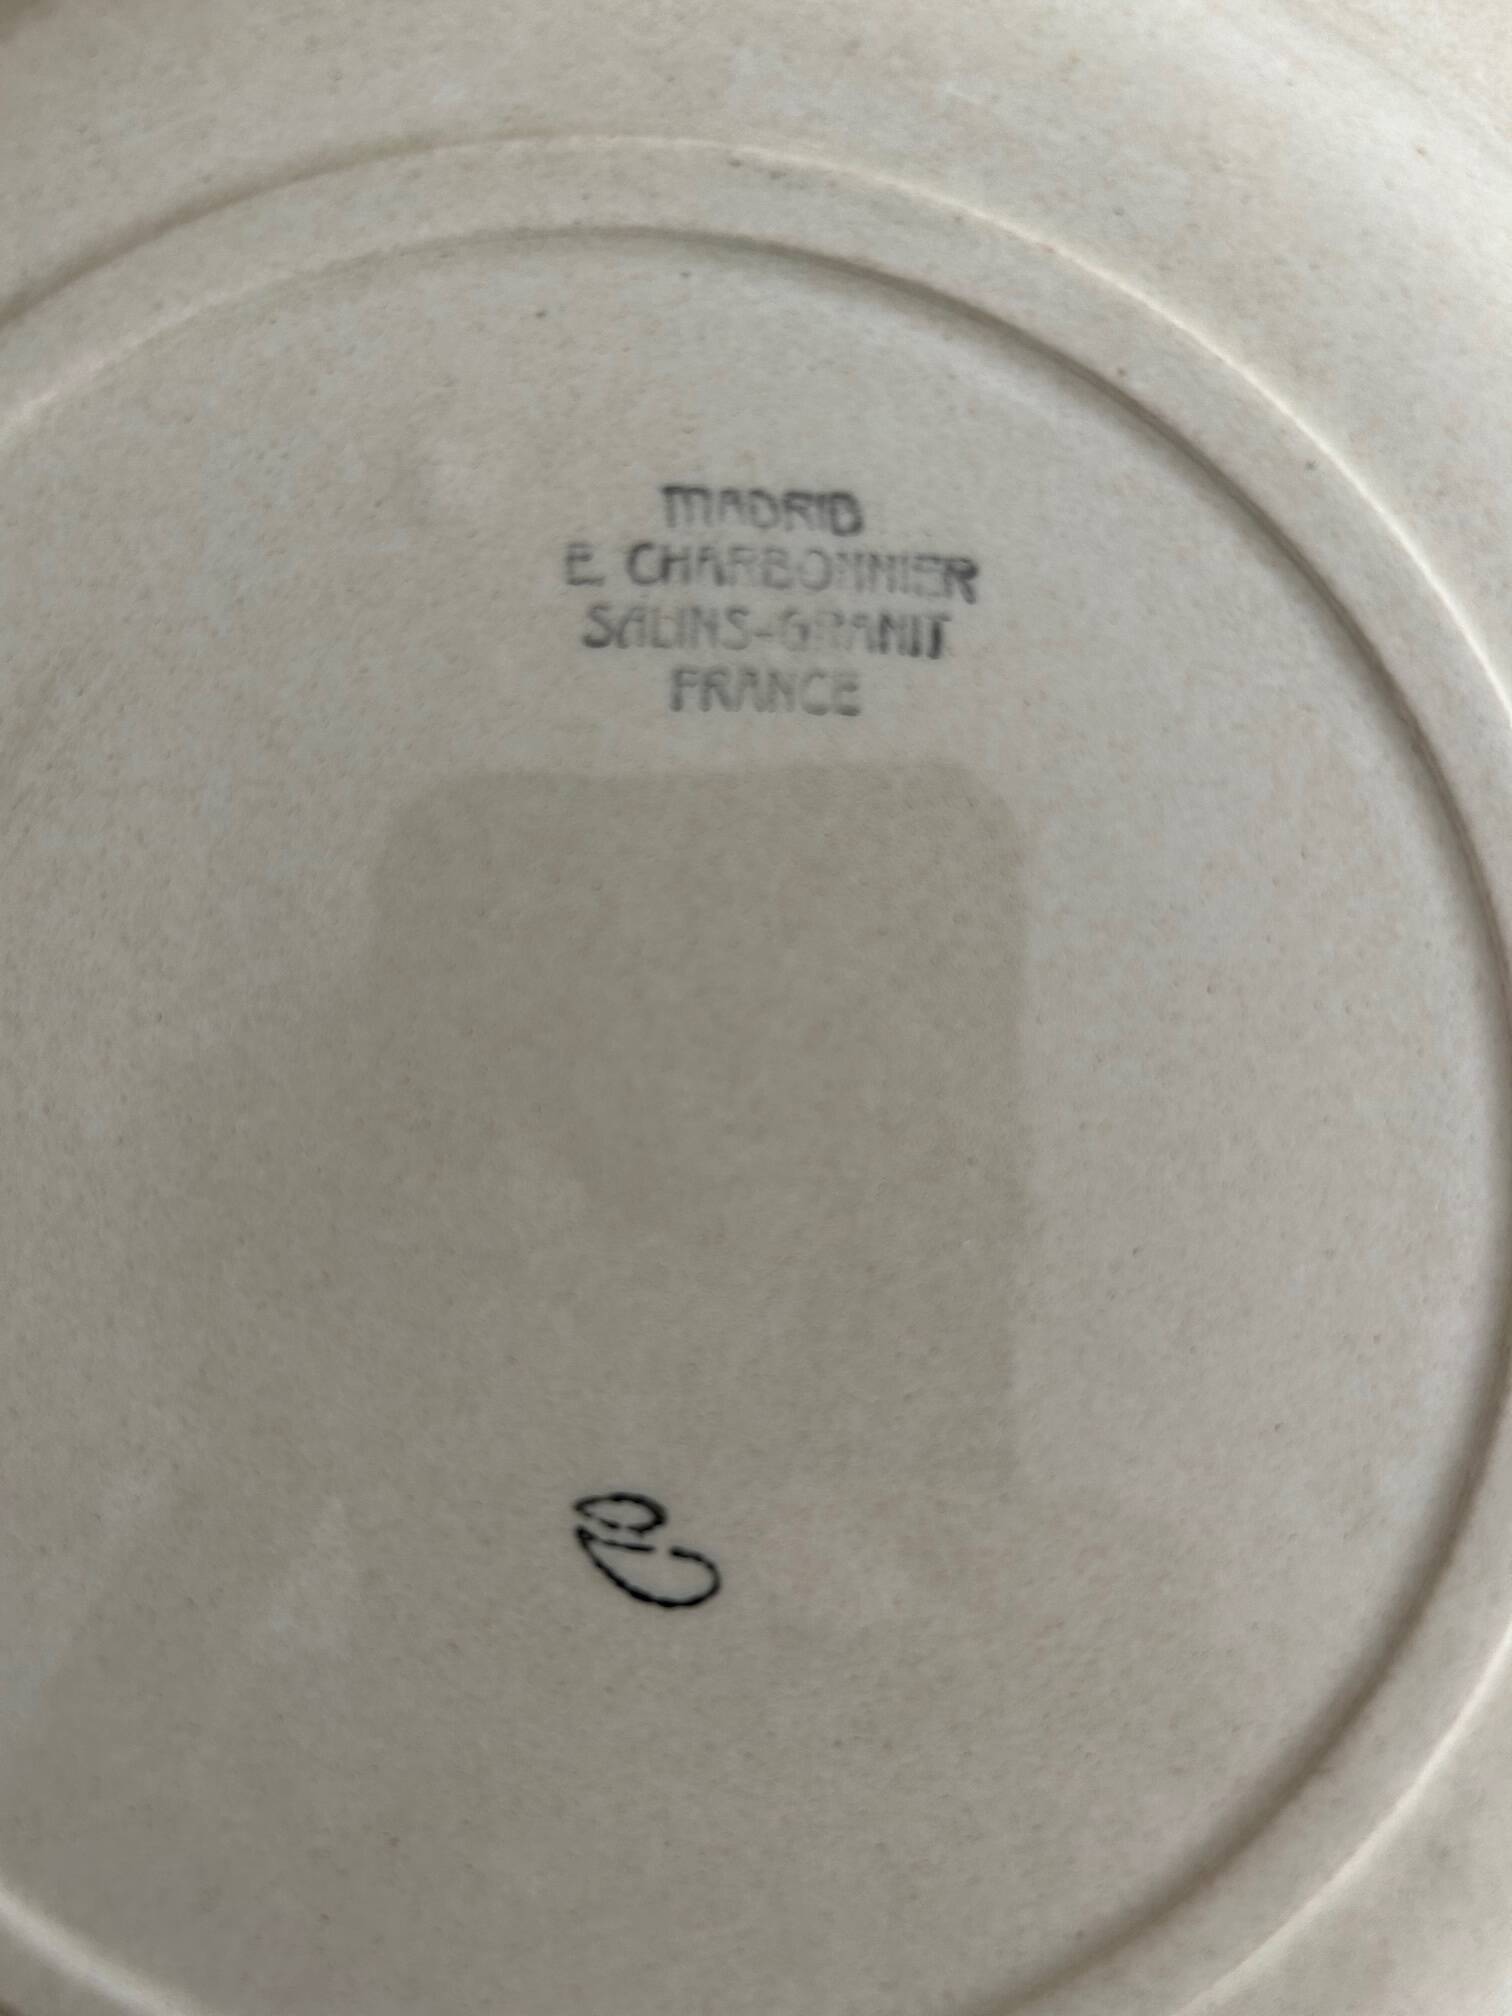 MADRID
E. CHARBONNIER
SALINS-GRANIT
FRANCE